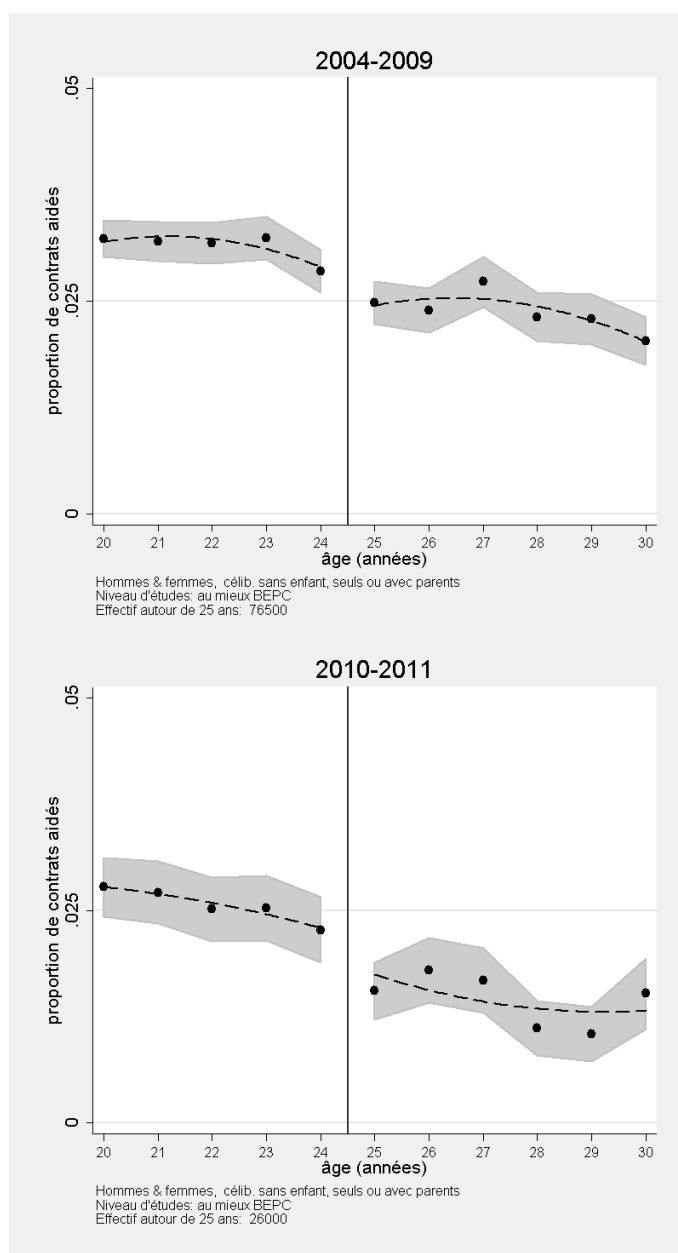 2004-2009
.05
.025
0
proportion de contrats aidés
20 21 22 23 24 25 26 27 28 29 30
âge (années)
Hommes & femmes, célib. sans enfant, seuls ou avec parents
Niveau d'études: au mieux BEPC
Effectif autour de 25 ans: 76500
2010-2011
.05
.025
0
proportion de contrats aidés
20 21 22 23 24 25 26 27 28 29 30
âge (années)
Hommes & femmes, célib. sans enfant, seuls ou avec parents
Niveau d'études: au mieux BEPC
Effectif autour de 25 ans: 26000